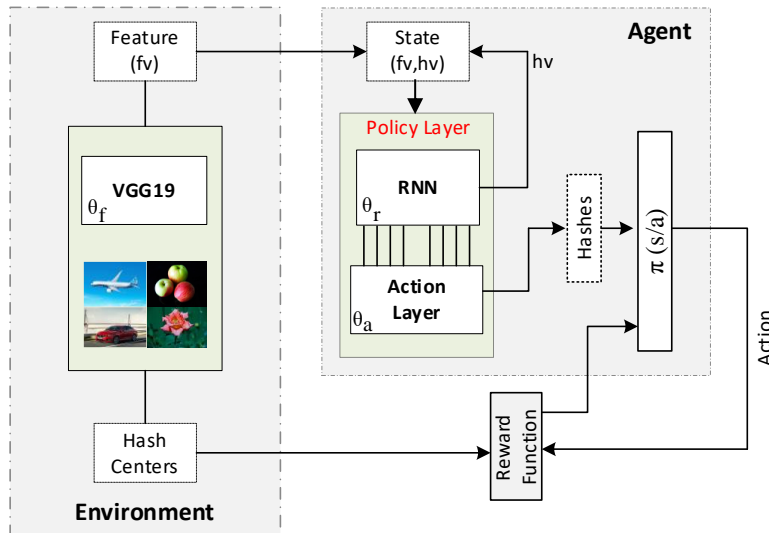 Feature
(fv)
State
(fv,hv)
Agent
hv
Policy Layer
VGG19
θf
RNN
θr
Hashes
π (s/a)
Action
Layer
θa
Action
Hash
Centers
Reward
Function
Environment